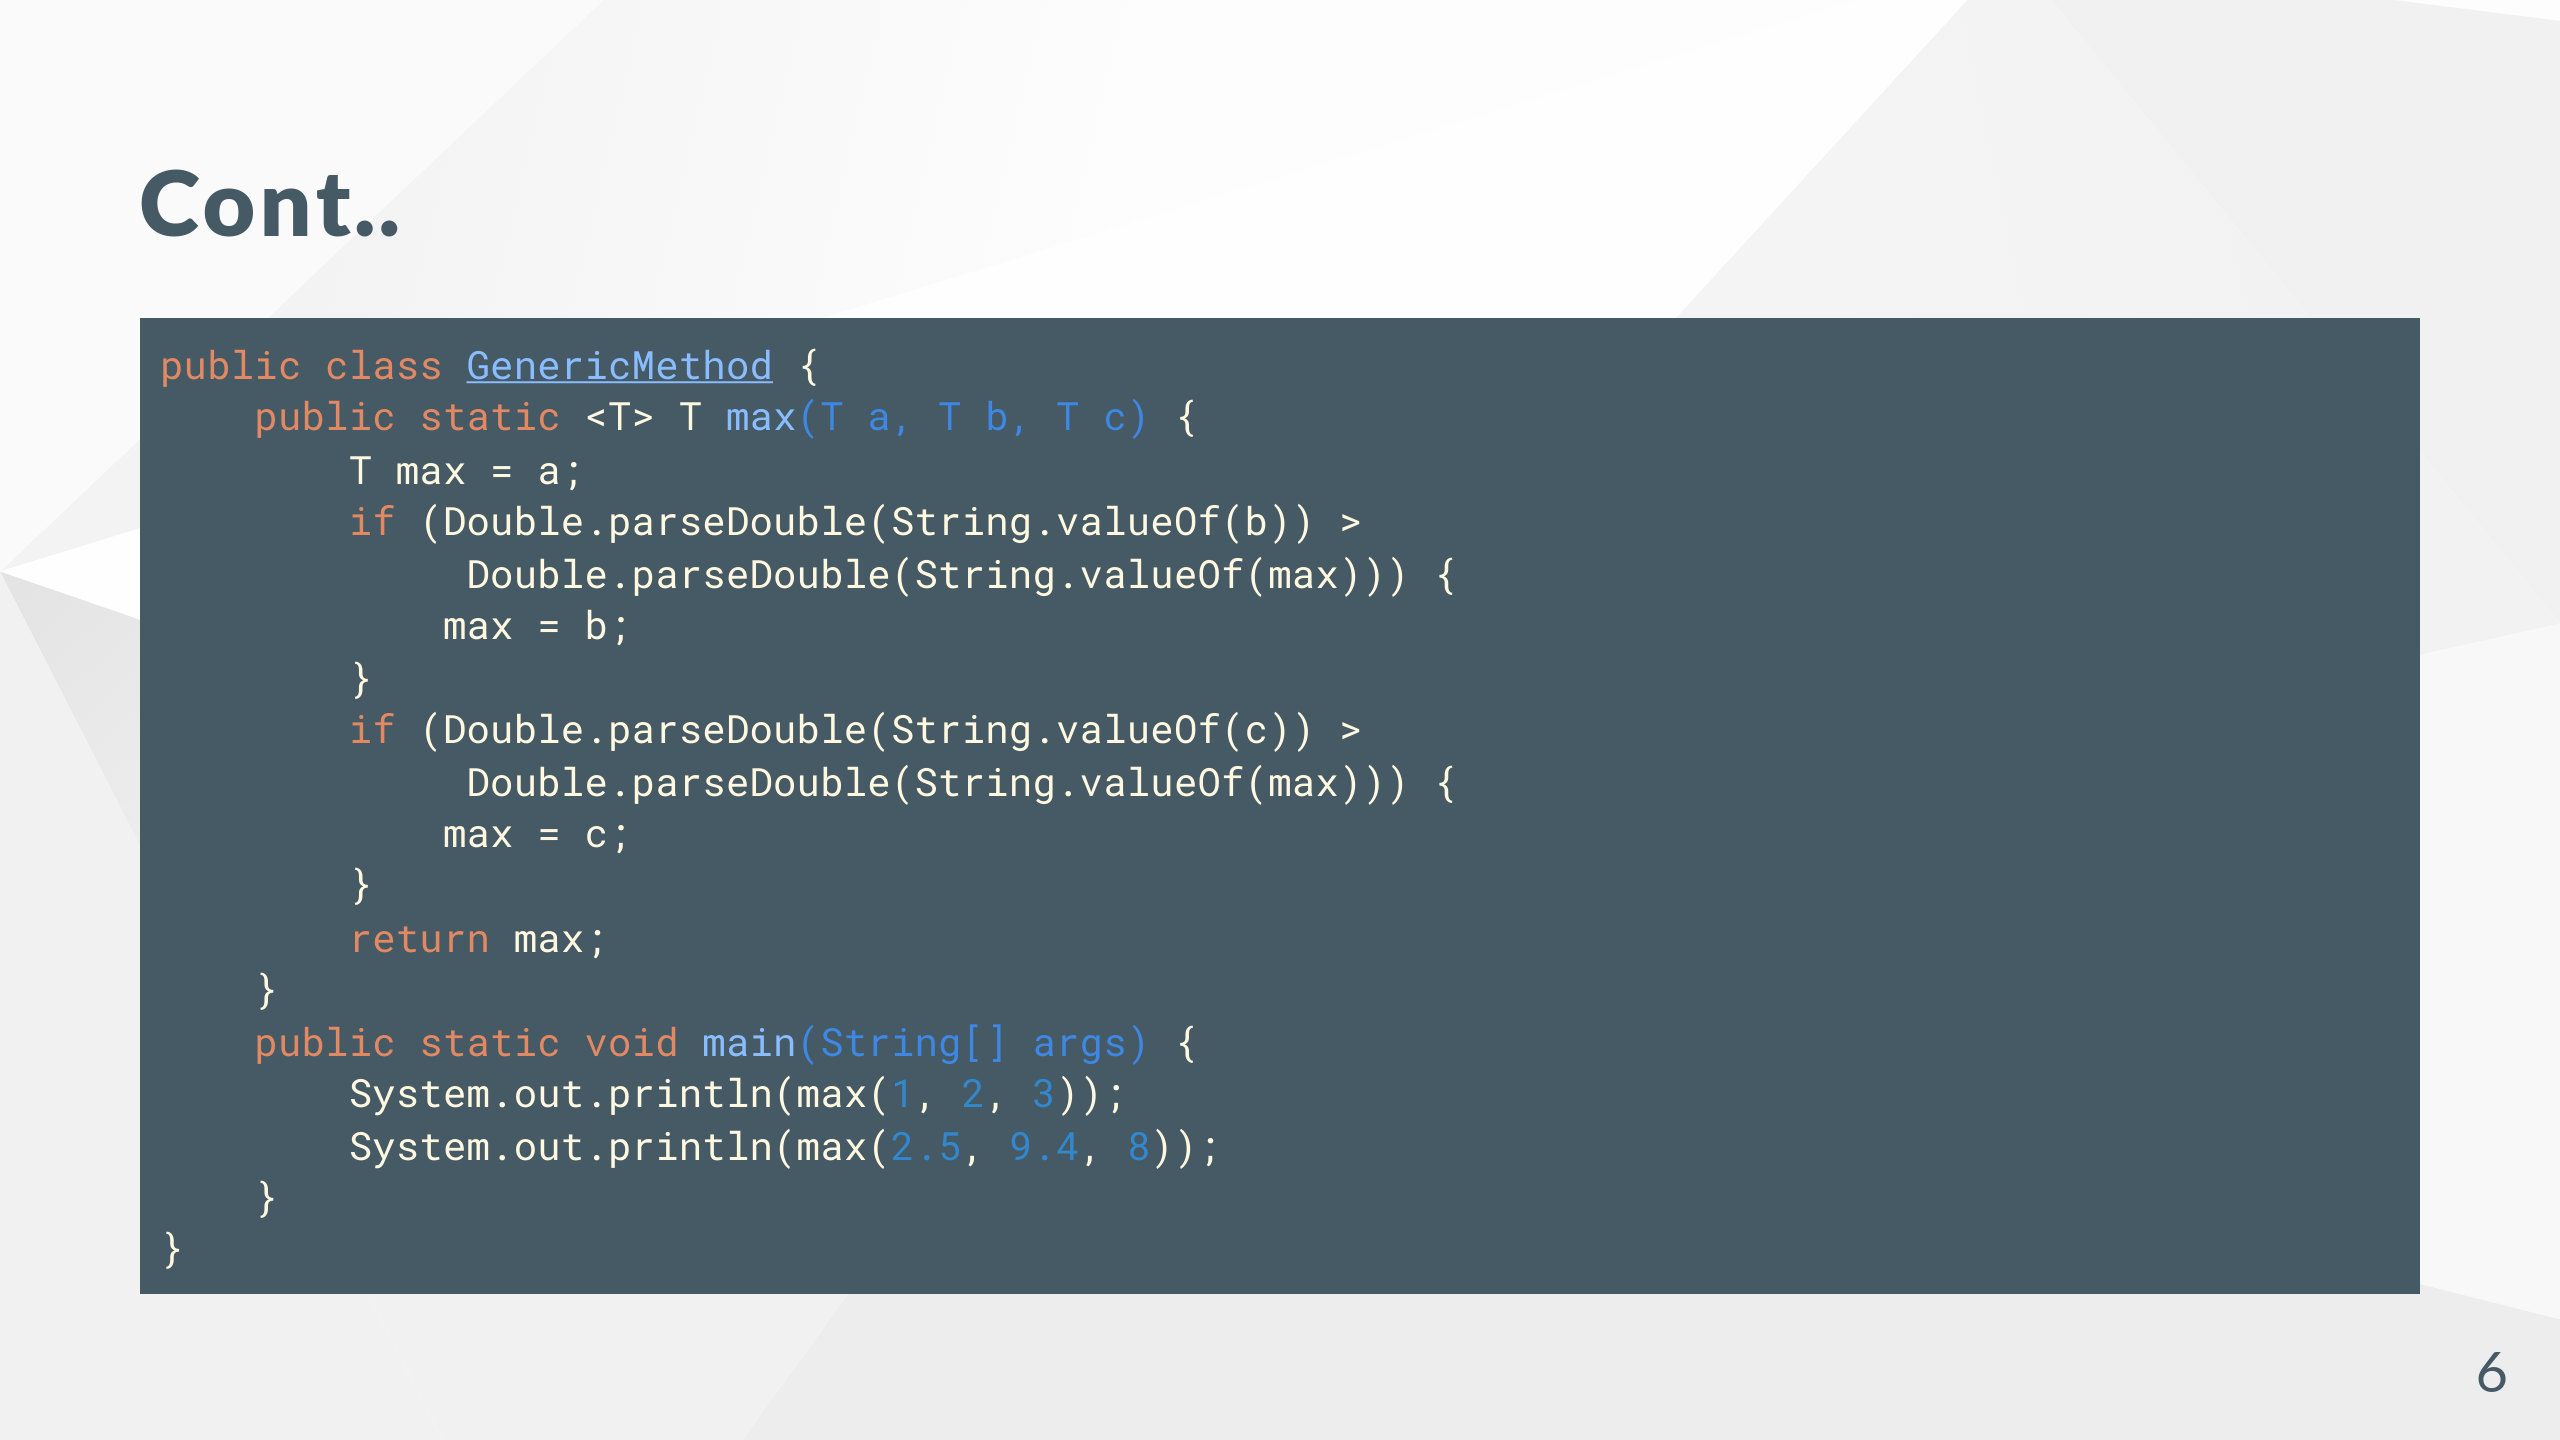 Cont..
public class GenericMethod {
    public static <T> T max(T a, T b, T c) {
        T max = a;
        if (Double.parseDouble(String.valueOf(b)) >
             Double.parseDouble(String.valueOf(max))) {
            max = b;
        }
        if (Double.parseDouble(String.valueOf(c)) >
             Double.parseDouble(String.valueOf(max))) {
            max = c;
        }
        return max;
    }
    public static void main(String[] args) {
        System.out.println(max(1, 2, 3));
        System.out.println(max(2.5, 9.4, 8));
    }
}
6